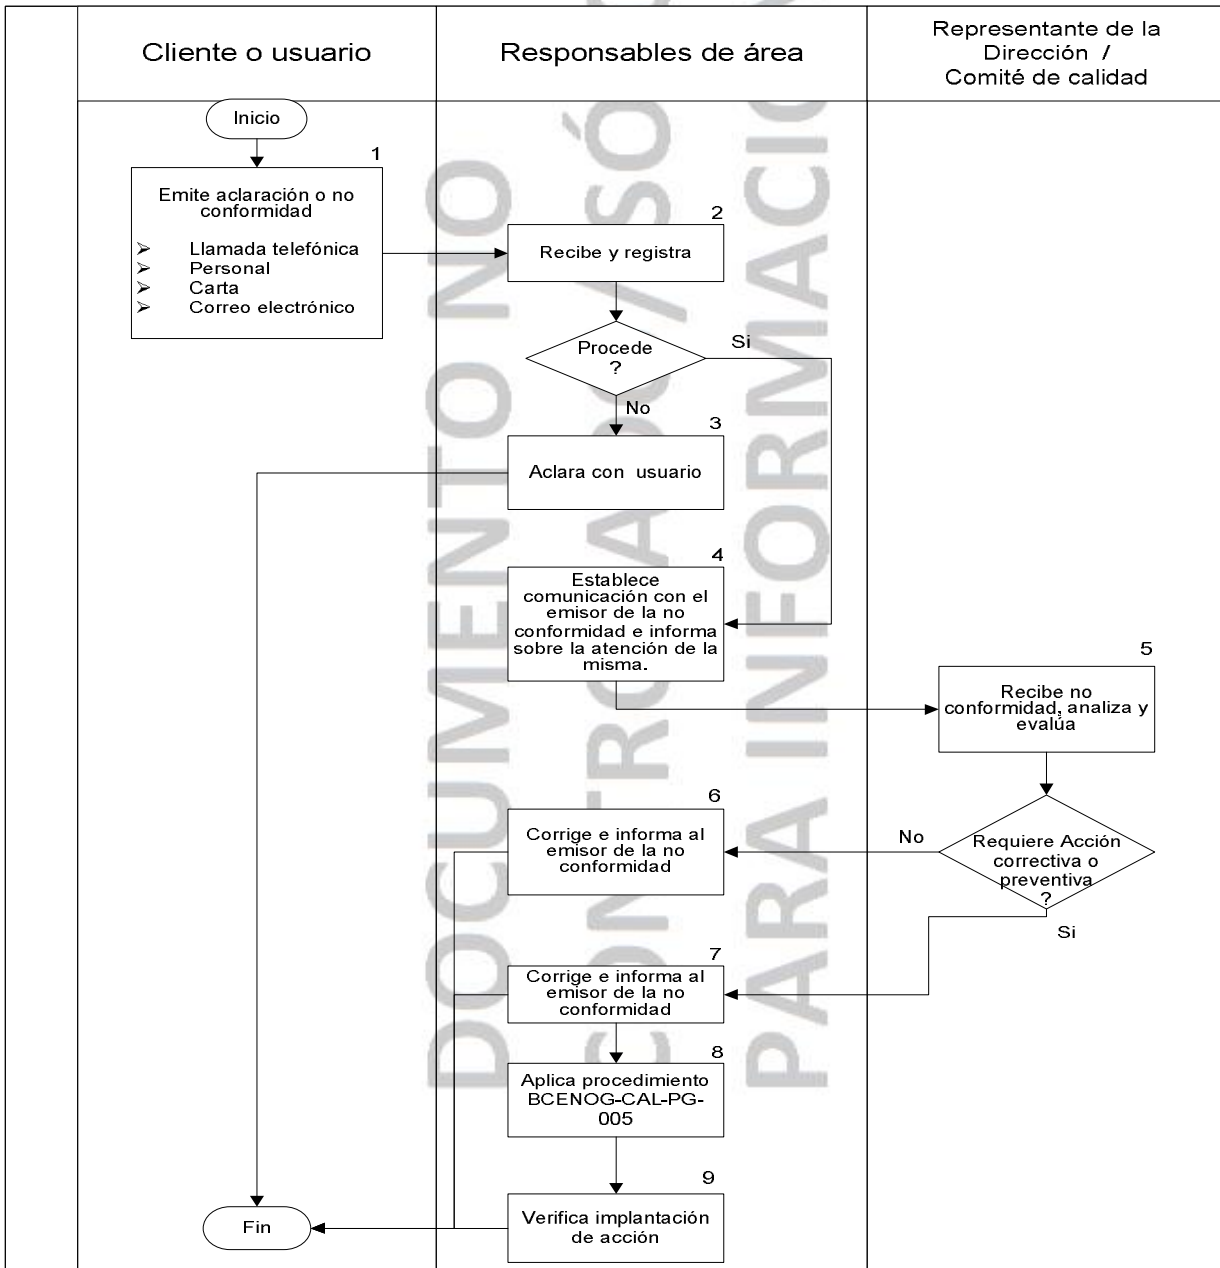 Cliente o usuario
Responsables de área
Representante de la
Dirección /
Comité de calidad
Inicio
1
Emite aclaración o no
conformidad
➢ Llamada telefónica
➢ Personal
➢ Carta
➢ Correo electrónico
2
Recibe y registra
Procede
?
Si
No
3
Aclara con usuario
4
Establece
comunicación con el
emisor de la no
conformidad e informa
sobre la atención de la
misma.
5
Recibe no
conformidad, analiza y
evalúa
Requiere Acción
correctiva o
preventiva
?
No
Si
6
Corrige e informa al
emisor de la no
conformidad
7
Corrige e informa al
emisor de la no
conformidad
8
Aplica procedimiento
BCENOG-CAL-PG-
005
9
Verifica implantación
de acción
Fin
DOCUMENTO NO
PARA